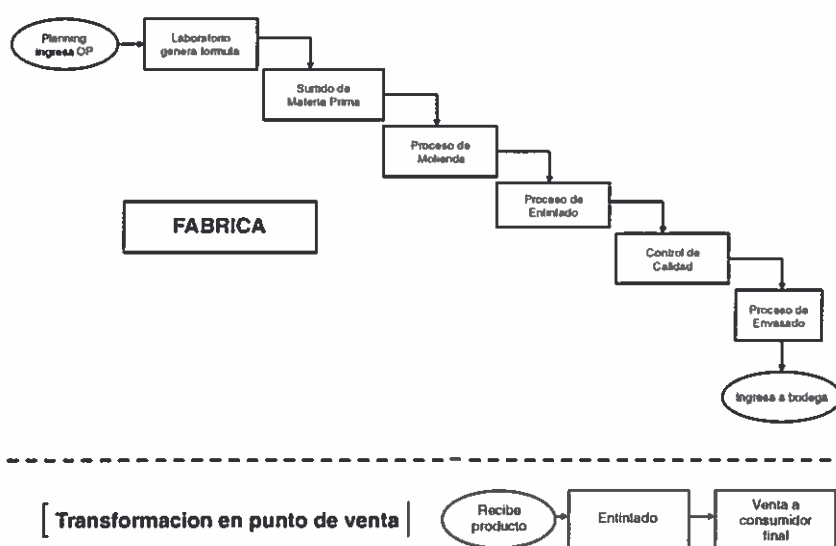 Planning
ingresa OP
Laboratorio
genera formula
Surtido de
Materia Prima
Proceso de
Molienda
Proceso de
Entintado
FABRICA
Control de
Calidad
Proceso de
Envasado
Ingresa a bodega
Transformacion en punto de venta
Recibe
producto
Entintado
Venta a
consumidor
final